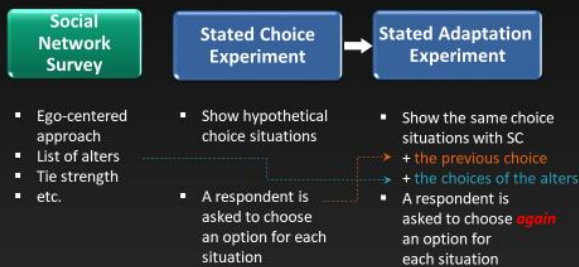 Social
Network
Survey
Stated Choice
Experiment
Stated Adaptation
Experiment
▪ Ego-centered
approach
▪ List of alters
▪ Tie strength
▪ etc.
▪ Show hypothetical
choice situations
▪ A respondent is
asked to choose
an option for each
situation
▪ Show the same choice
situations with SC
+ the previous choice
+ the choices of the alters
▪ A respondent is
asked to choose again
an option for
each situation